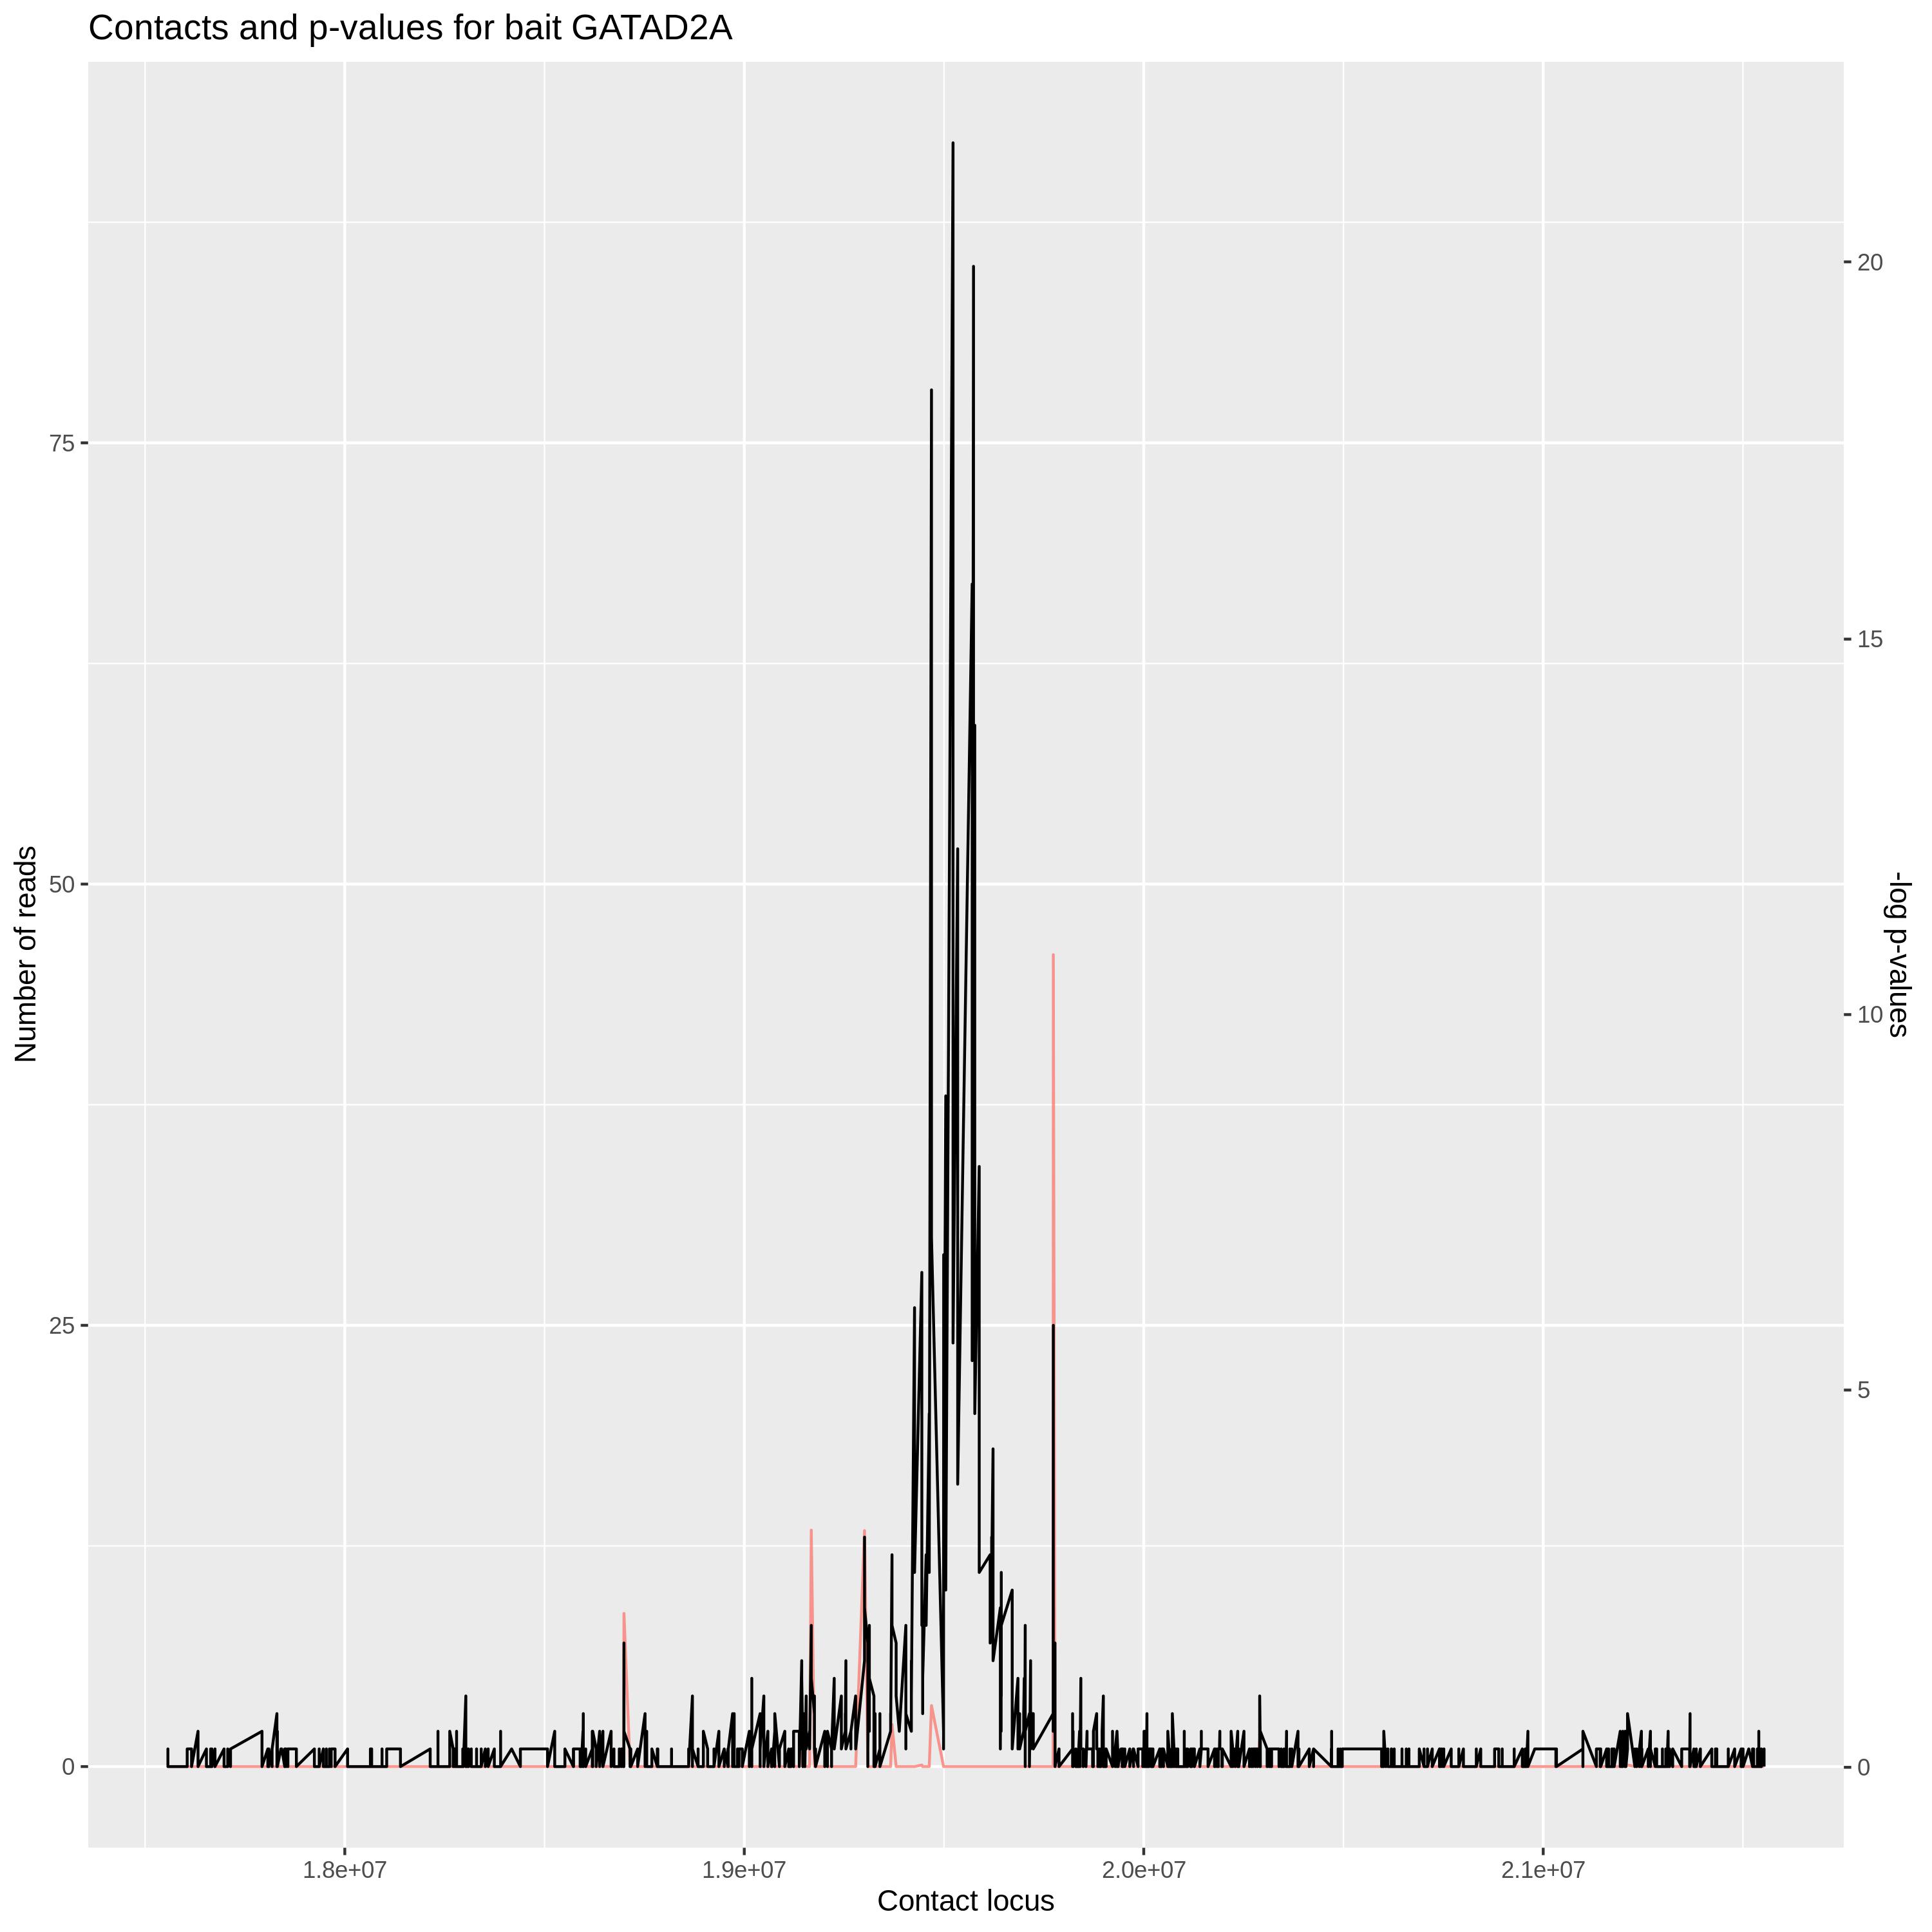 Contacts and p-values for bait GATAD2A
Number of reads
75
50
25
0
20
15
10
5
0
-log p-values
1.8e+07
1.9e+07
2.0e+07
2.1e+07
Contact locus